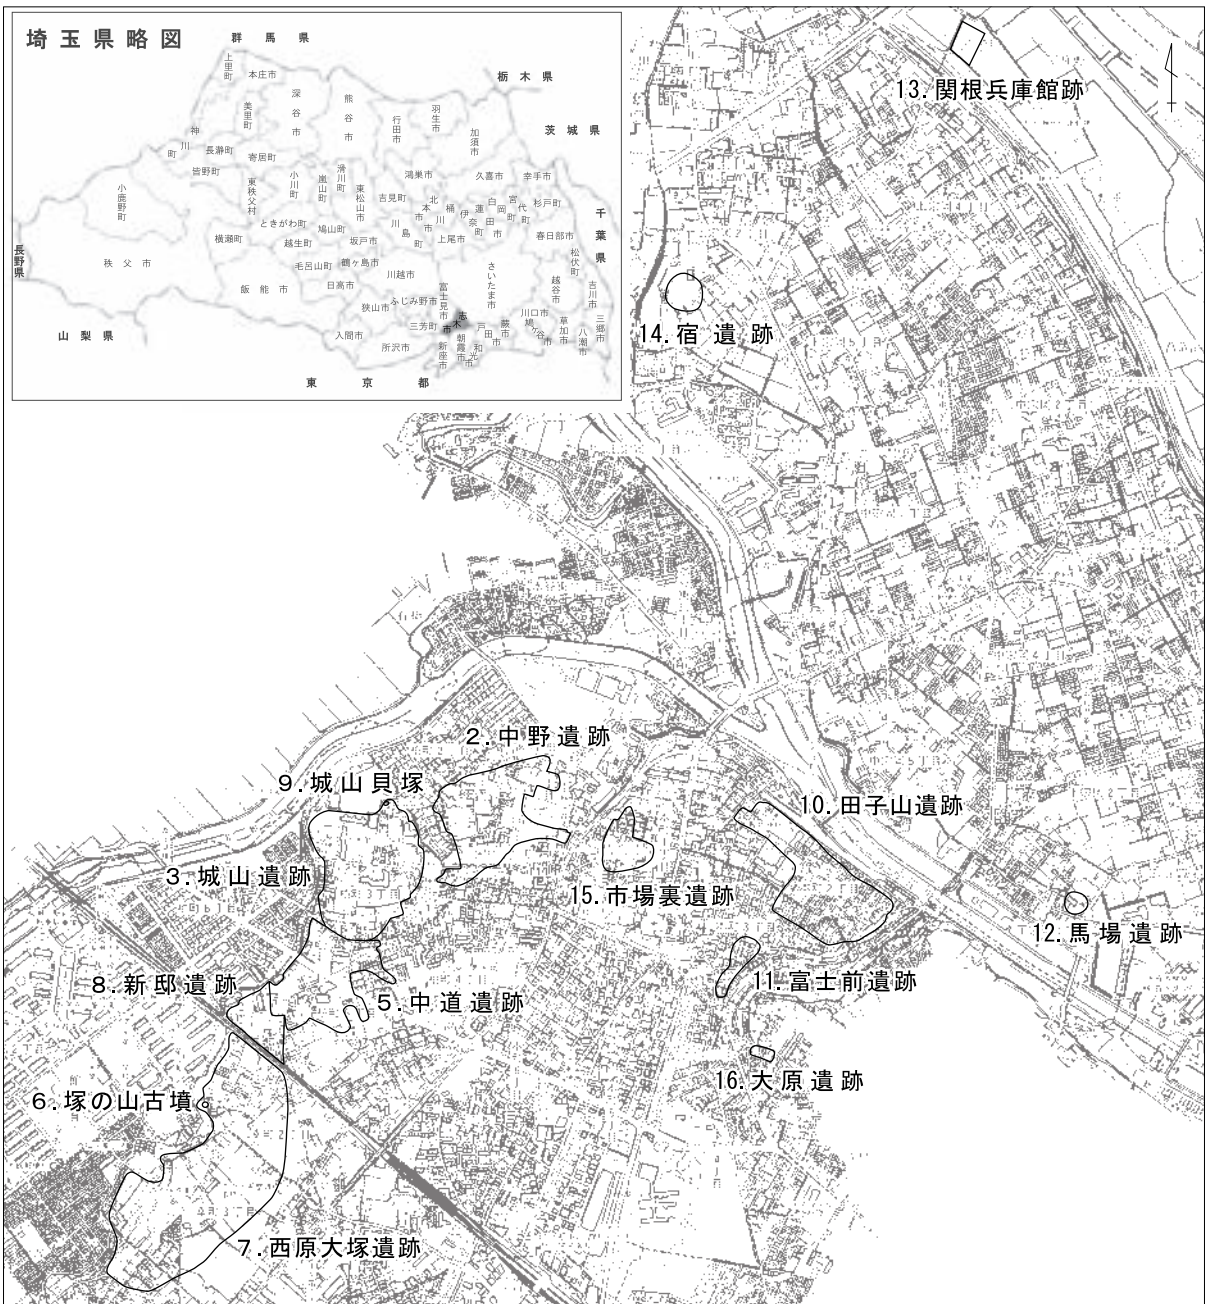 埼玉県略図
群馬県
栃木県
茨城県
千葉県
長野県
山梨県
東京都
上里町
本庄市
美里町
深谷市
熊谷市
行田市
羽生市
加須市
神川町
長瀞町
皆野町
寄居町
小鹿野町
東秩父村
小川町
嵐山町
滑川町
東松山市
吉見町
鴻巣市
久喜市
幸手市
北本市
桶川市
伊奈町
蓮田市
白岡町
宮代町
杉戸町
ときがわ町
鳩山町
川島町
上尾市
春日部市
松伏町
横瀬町
越生町
坂戸市
秩父市
毛呂山町
鶴ヶ島市
川越市
さいたま市
越谷市
吉川市
飯能市
日高市
狭山市
ふじみ野市
富士見市
三芳町
志木市
入間市
所沢市
新座市
朝霞市
和光市
戸田市
蕨市
川口市
鳩ヶ谷市
草加市
八潮市
三郷市
13.関根兵庫館跡
14.宿遺跡
2.中野遺跡
9.城山貝塚
10.田子山遺跡
3.城山遺跡
15.市場裏遺跡
12.馬場遺跡
8.新邸遺跡
5.中道遺跡
11.富士前遺跡
16.大原遺跡
6.塚の山古墳
7.西原大塚遺跡